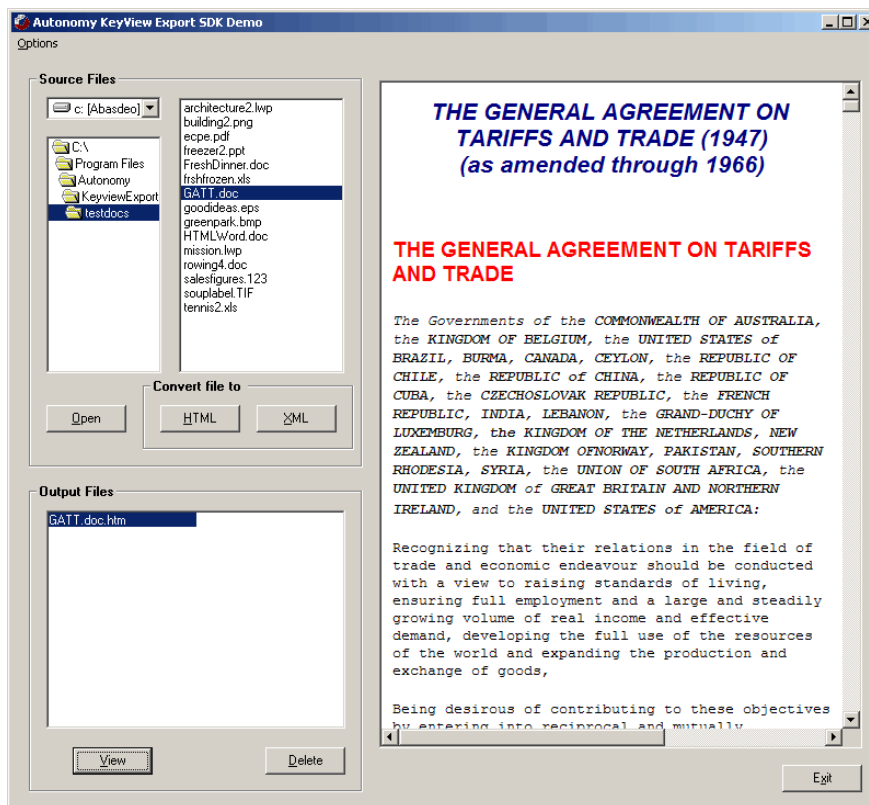 Autonomy KeyView Export SDK Demo
Options
Source Files
c: [Abasdeo]
C:\
Program Files
Autonomy
KeyviewExport
testdocs
architecture2.lwp
building2.png
ecpe.pdf
freezer2.ppt
FreshDinner.doc
frshfrozen.xls
GATT.doc
goodideas.eps
greenpark.bmp
HTMLWord.doc
mission.lwp
rowing4.doc
salesfigures.123
souplabel.TIF
tennis2.xls
Convert file to
Open
HTML
XML
Output Files
GATT.doc.htm
View
Delete
THE GENERAL AGREEMENT ON
TARIFFS AND TRADE (1947)
(as amended through 1966)
THE GENERAL AGREEMENT ON TARIFFS
AND TRADE
The Governments of the COMMONWEALTH OF AUSTRALIA,
the KINGDOM OF BELGIUM, the UNITED STATES of
BRAZIL, BURMA, CANADA, CEYLON, the REPUBLIC OF
CHILE, the REPUBLIC of CHINA, the REPUBLIC OF
CUBA, the CZECHOSLOVAK REPUBLIC, the FRENCH
REPUBLIC, INDIA, LEBANON, the GRAND-DUCHY OF
LUXEMBURG, the KINGDOM OF THE NETHERLANDS, NEW
ZEALAND, the KINGDOM OFNORWAY, PAKISTAN, SOUTHERN
RHODESIA, SYRIA, the UNION OF SOUTH AFRICA, the
UNITED KINGDOM of GREAT BRITAIN AND NORTHERN
IRELAND, and the UNITED STATES of AMERICA:
Recognizing that their relations in the field of
trade and economic endeavour should be conducted
with a view to raising standards of living,
ensuring full employment and a large and steadily
growing volume of real income and effective
demand, developing the full use of the resources
of the world and expanding the production and
exchange of goods,
Being desirous of contributing to these objectives
by entering into reciprocal and mutually
Exit